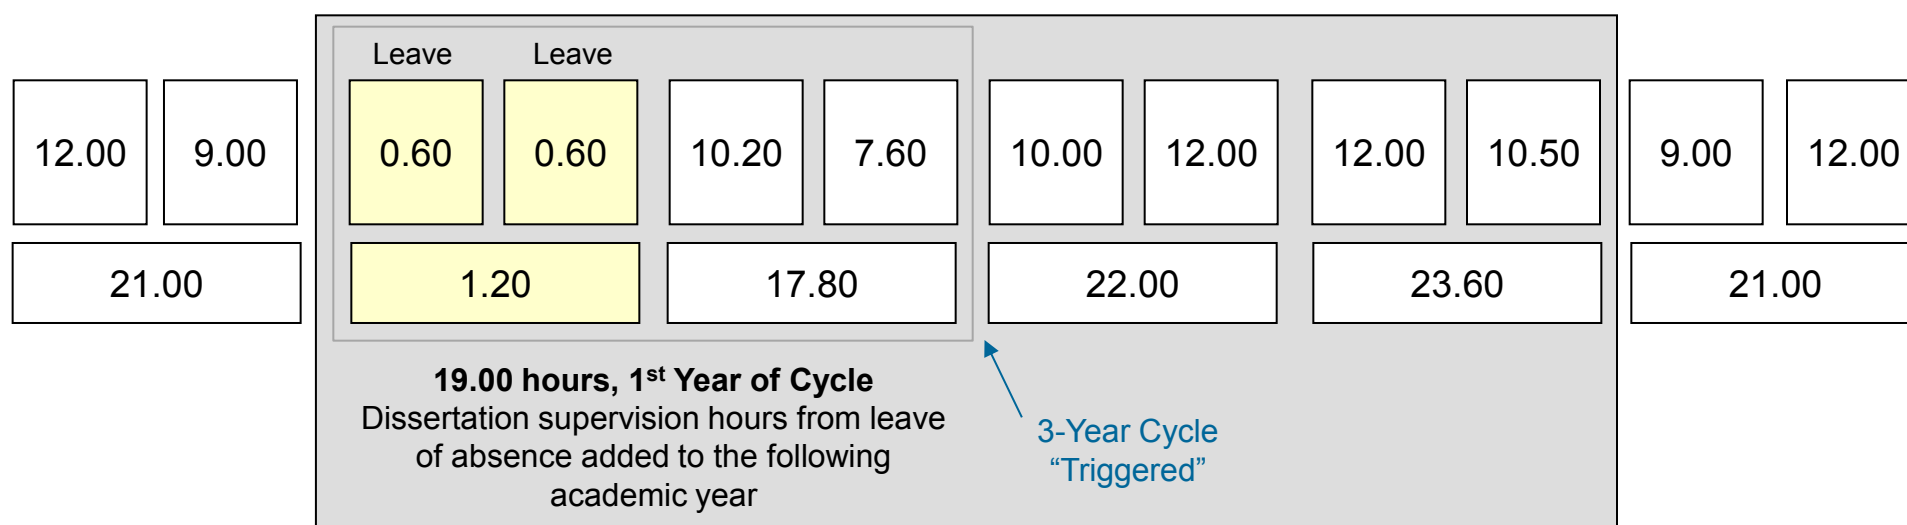 Leave Leave
12.00 9.00 0.60 0.60 10.20 7.60 10.00 12.00 12.00 10.50 9.00 12.00
21.00 1.20 17.80 22.00 23.60 21.00
19.00 hours, 1st Year of Cycle
Dissertation supervision hours from leave
of absence added to the following
academic year
3-Year Cycle
“Triggered”